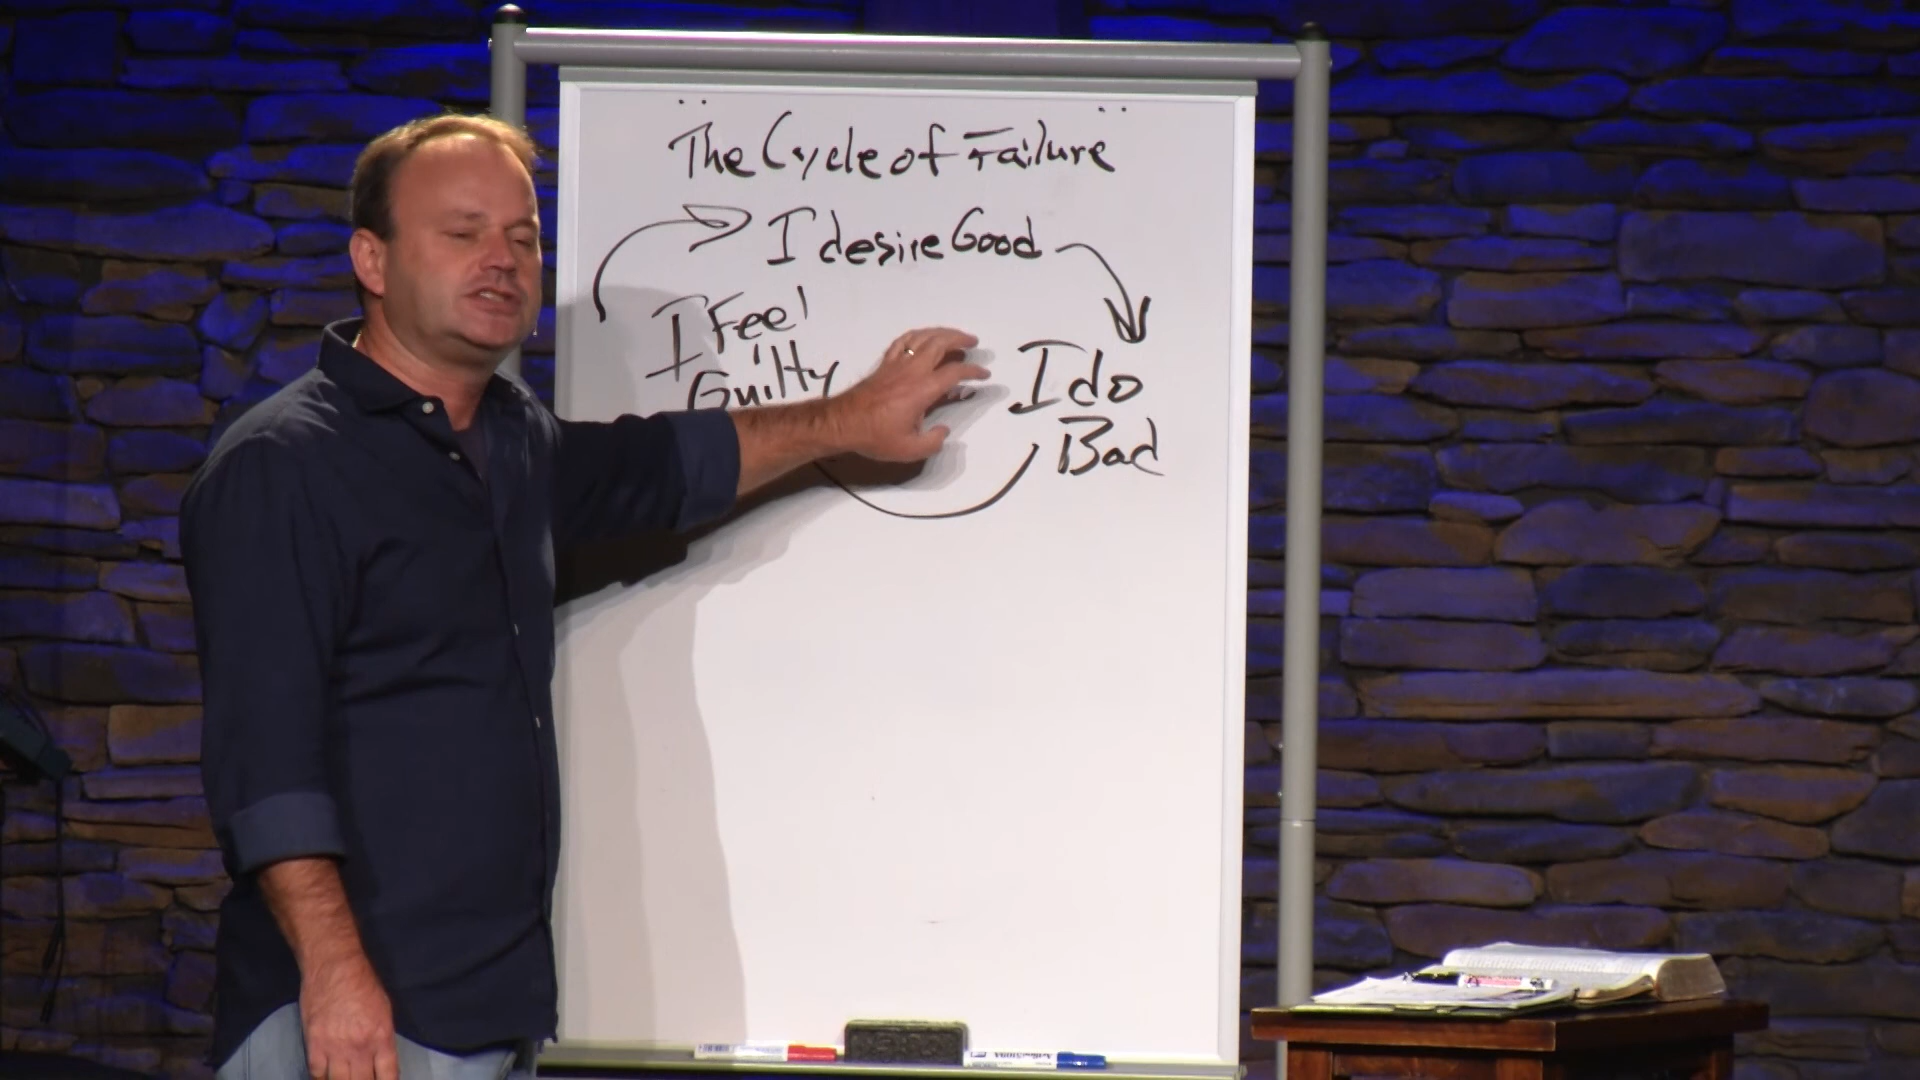 "The Cycle of Failure"
I desire Good
I Feel
Guilty
I do
Bad